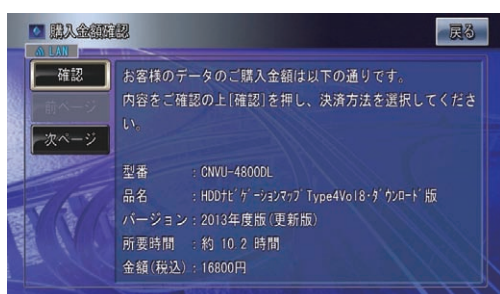 購入金額確認
戻る
LAN
確認
前ページ
次ページ
お客様のデータのご購入金額は以下の通りです。
内容をご確認の上[確認]を押し、決済方法を選択してくださ
い。
型番 : CNVU-4800DL
品名 : HDDﾅﾋﾞｹﾞｰｼｮﾝﾏｯﾌﾟ Type4Vol8･ﾀﾞｳﾝﾛｰﾄﾞ版
バージョン : 2013年度版(更新版)
所要時間 : 約 10.2 時間
金額(税込) : 16800円